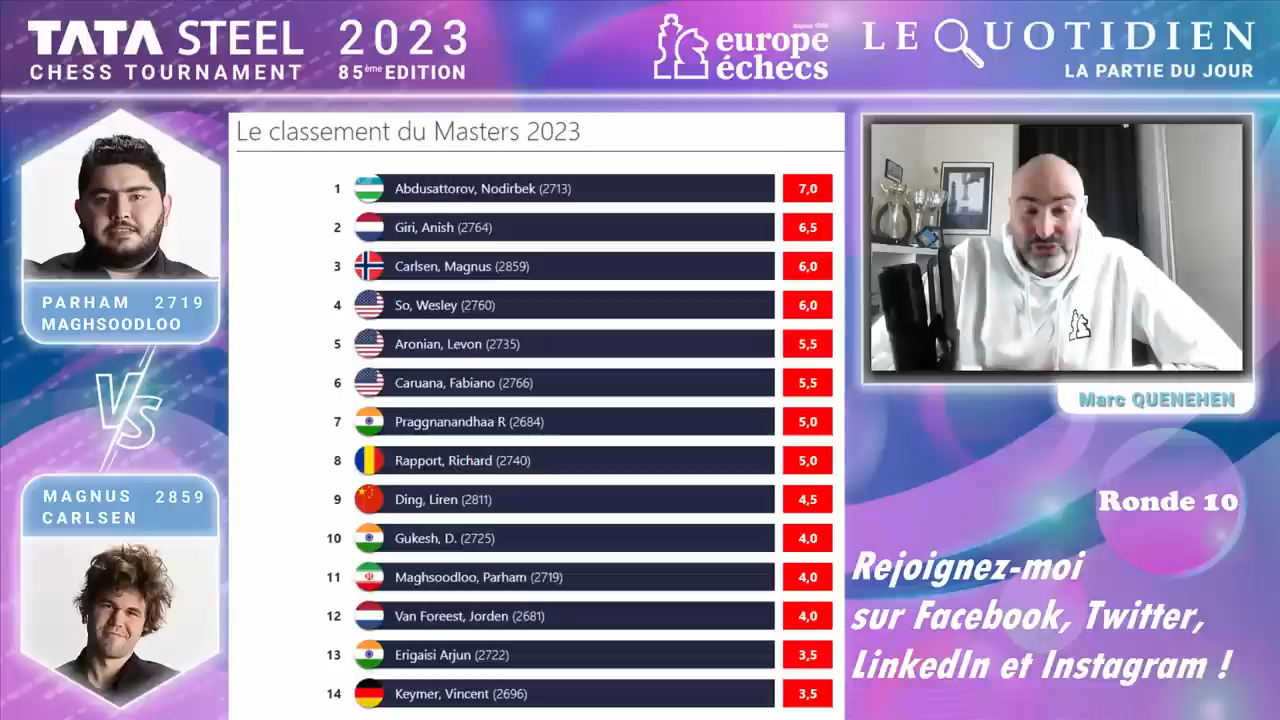 TATA STEEL 2023
CHESS TOURNAMENT 85ème EDITION
depuis 1959
europe
échecs
LE QUOTIDIEN
LA PARTIE DU JOUR
PARHAM 2719
MAGHSOODLOO
VS
MAGNUS 2859
CARLSEN
Le classement du Masters 2023
1 Abdusattorov, Nodirbek (2713) 7,0
2 Giri, Anish (2764) 6,5
3 Carlsen, Magnus (2859) 6,0
4 So, Wesley (2760) 6,0
5 Aronian, Levon (2735) 5,5
6 Caruana, Fabiano (2766) 5,5
7 Praggnanandhaa R (2684) 5,0
8 Rapport, Richard (2740) 5,0
9 Ding, Liren (2811) 4,5
10 Gukesh, D. (2725) 4,0
11 Maghsoodloo, Parham (2719) 4,0
12 Van Foreest, Jorden (2681) 4,0
13 Erigaisi Arjun (2722) 3,5
14 Keymer, Vincent (2696) 3,5
Marc QUENEHEN
Ronde 10
Rejoignez-moi
sur Facebook, Twitter,
LinkedIn et Instagram !